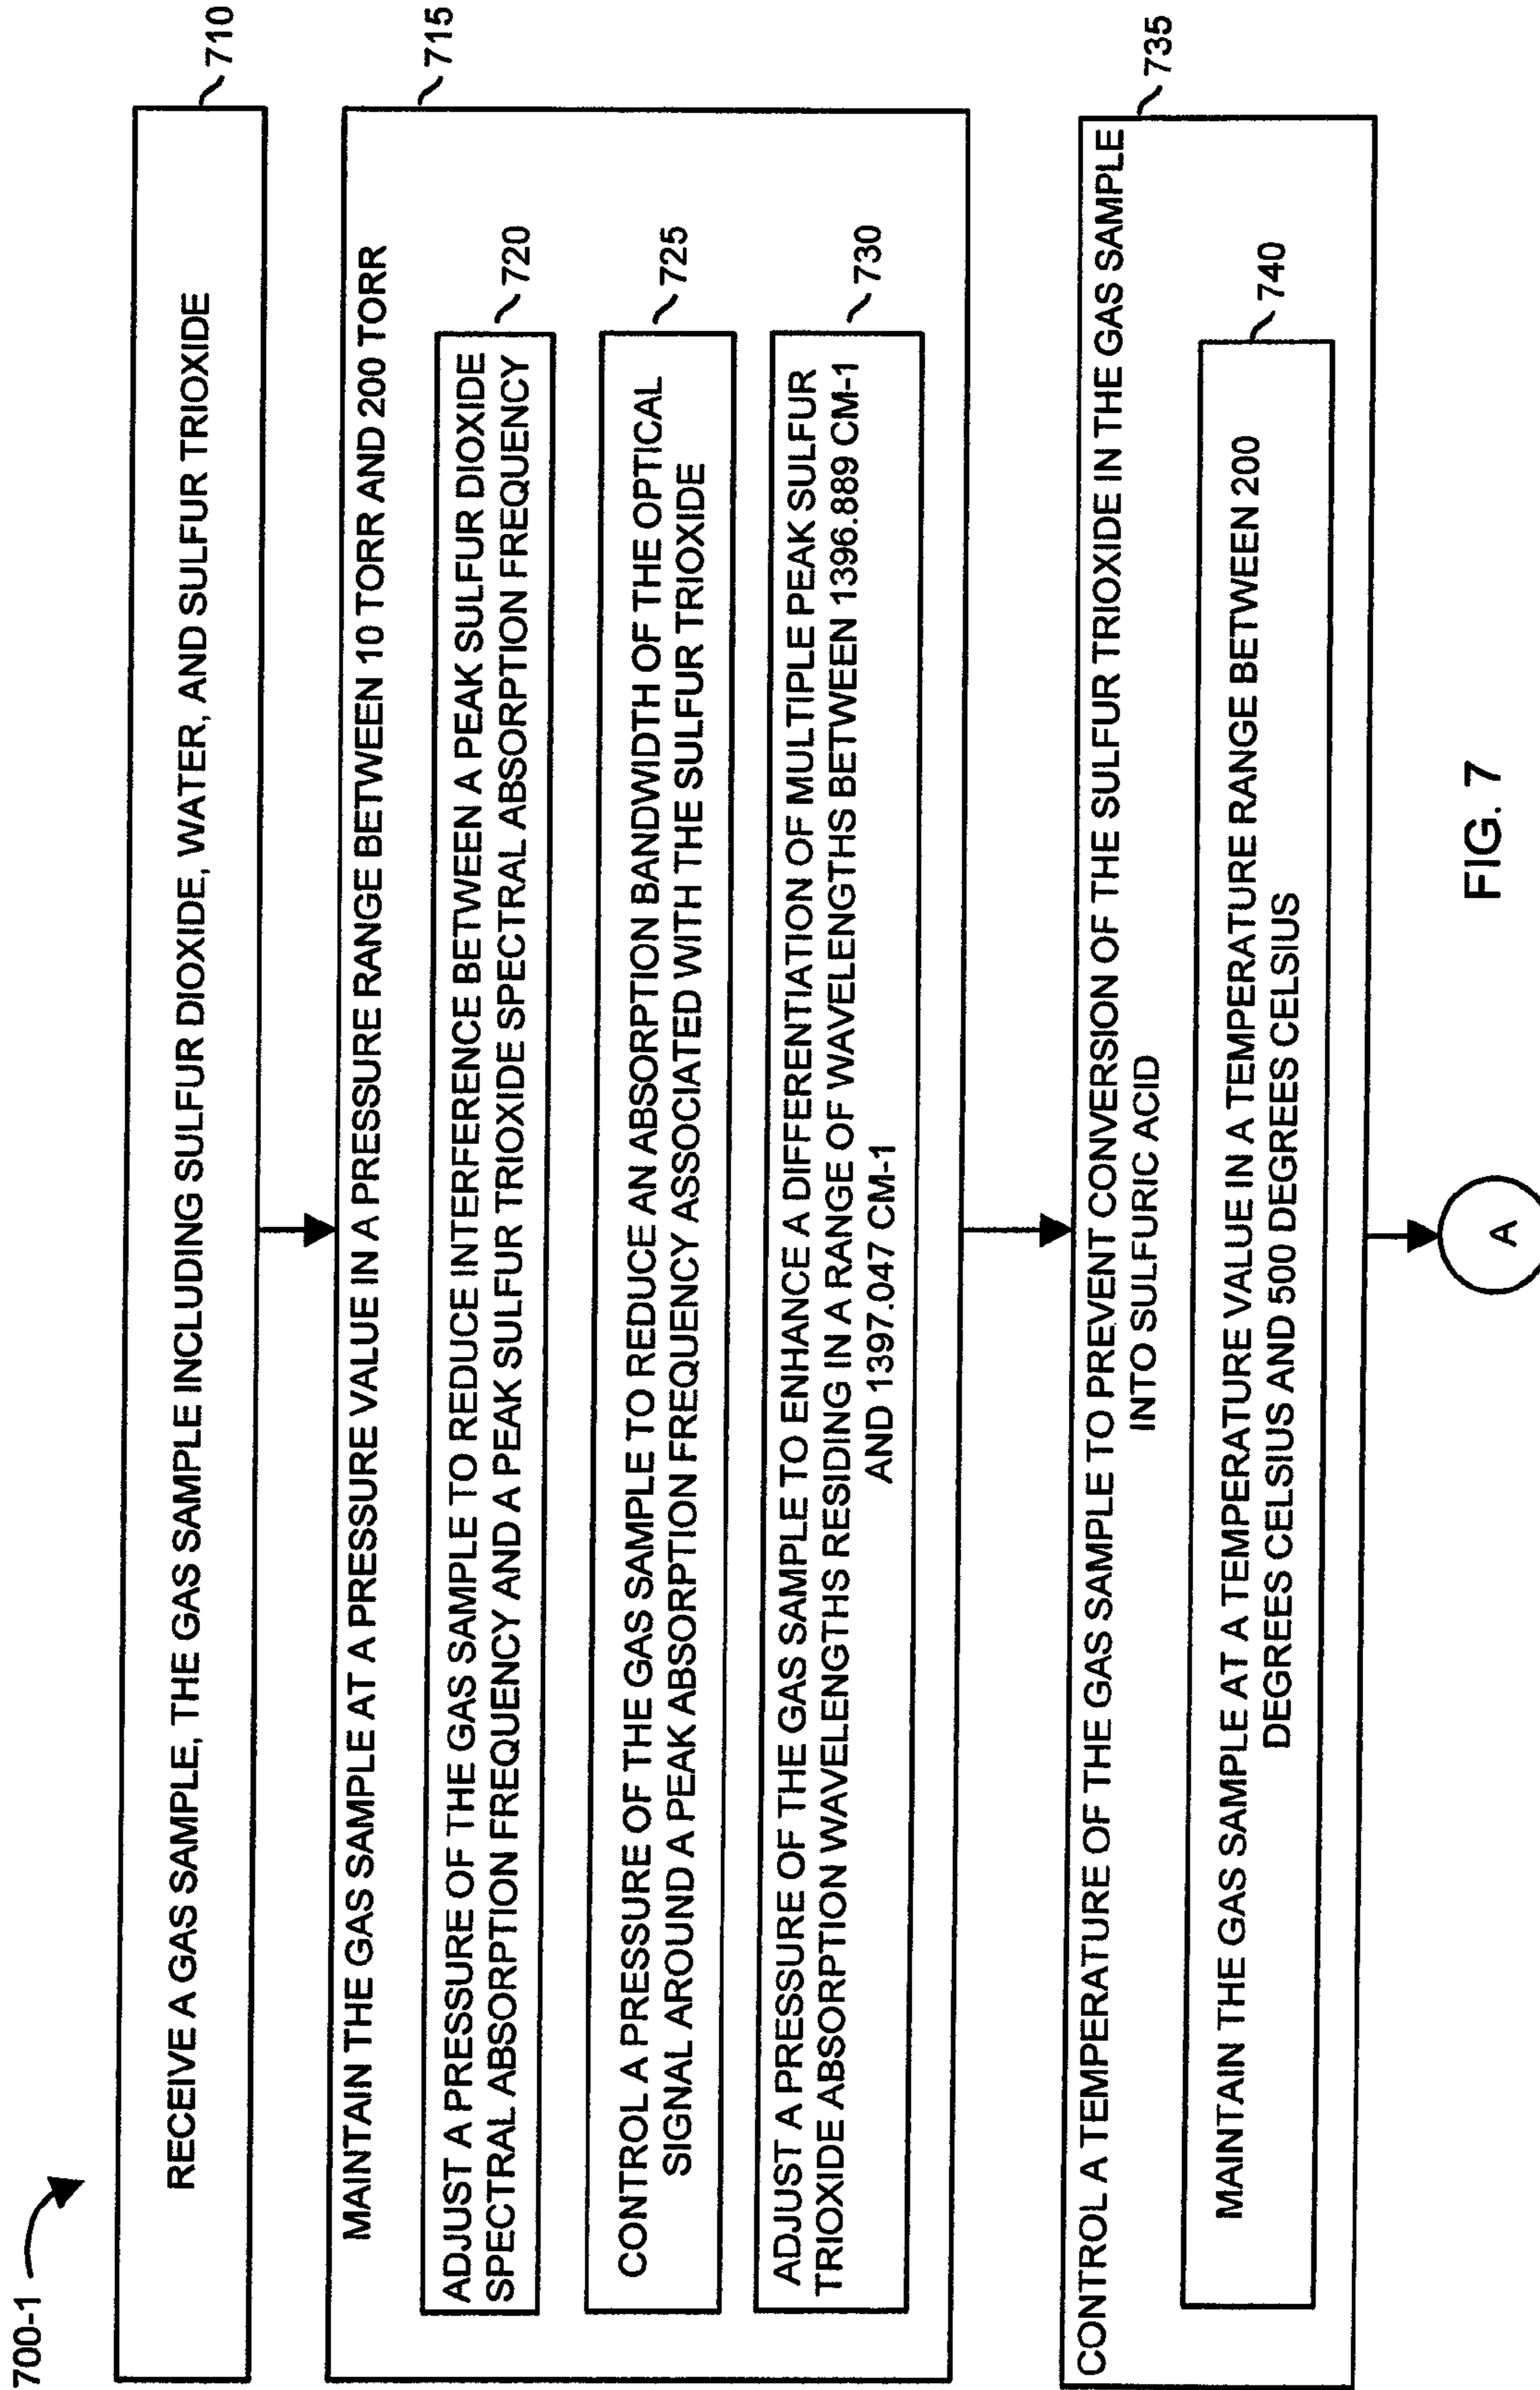 700-1
RECEIVE A GAS SAMPLE, THE GAS SAMPLE INCLUDING SULFUR DIOXIDE, WATER, AND SULFUR TRIOXIDE
710
MAINTAIN THE GAS SAMPLE AT A PRESSURE VALUE IN A PRESSURE RANGE BETWEEN 10 TORR AND 200 TORR
715
ADJUST A PRESSURE OF THE GAS SAMPLE TO REDUCE INTERFERENCE BETWEEN A PEAK SULFUR DIOXIDE
SPECTRAL ABSORPTION FREQUENCY AND A PEAK SULFUR TRIOXIDE SPECTRAL ABSORPTION FREQUENCY
720
CONTROL A PRESSURE OF THE GAS SAMPLE TO REDUCE AN ABSORPTION BANDWIDTH OF THE OPTICAL
SIGNAL AROUND A PEAK ABSORPTION FREQUENCY ASSOCIATED WITH THE SULFUR TRIOXIDE
725
ADJUST A PRESSURE OF THE GAS SAMPLE TO ENHANCE A DIFFERENTIATION OF MULTIPLE PEAK SULFUR
TRIOXIDE ABSORPTION WAVELENGTHS RESIDING IN A RANGE OF WAVELENGTHS BETWEEN 1396.889 CM-1
AND 1397.047 CM-1
730
CONTROL A TEMPERATURE OF THE GAS SAMPLE TO PREVENT CONVERSION OF THE SULFUR TRIOXIDE IN THE GAS SAMPLE
INTO SULFURIC ACID
735
MAINTAIN THE GAS SAMPLE AT A TEMPERATURE VALUE IN A TEMPERATURE RANGE BETWEEN 200
DEGREES CELSIUS AND 500 DEGREES CELSIUS
740
A
FIG. 7